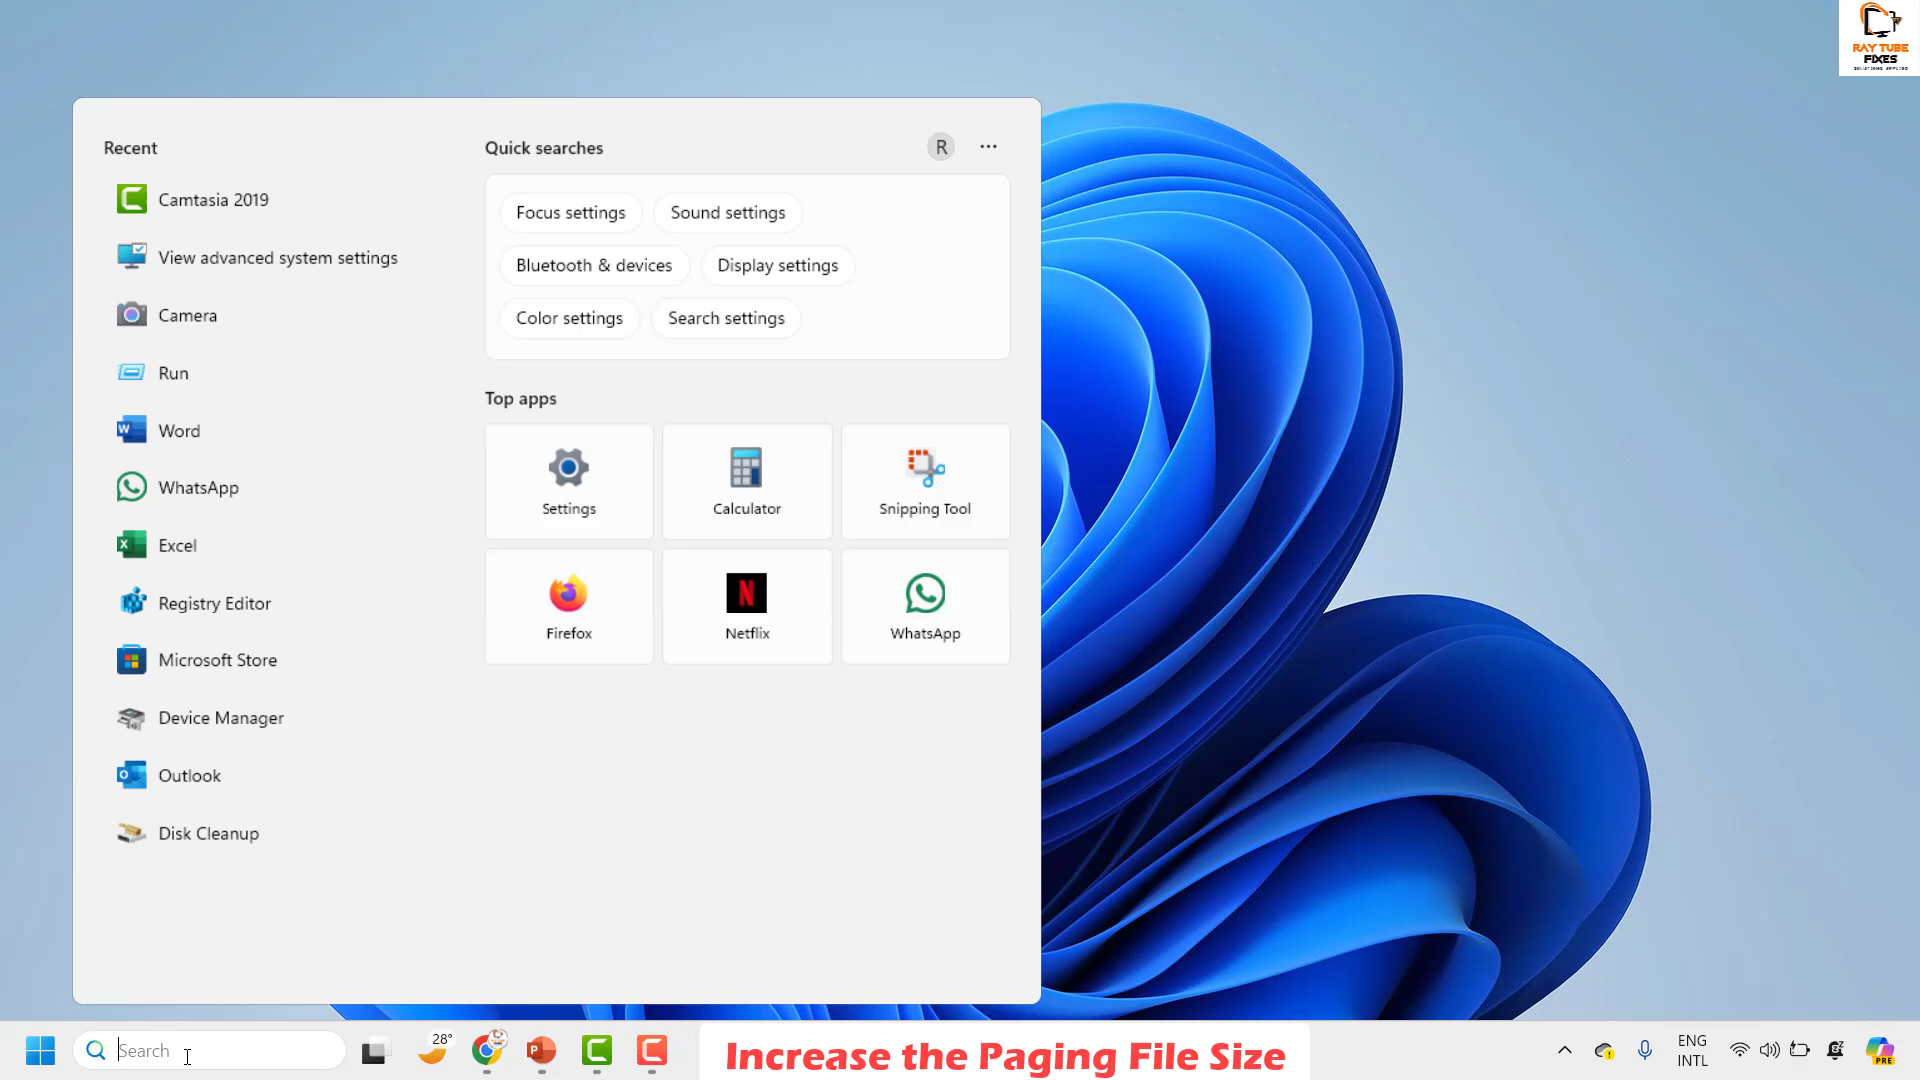 RAY TUBE
FIXES
Recent
Camtasia 2019
View advanced system settings
Camera
Run
Word
WhatsApp
Excel
Registry Editor
Microsoft Store
Device Manager
Outlook
Disk Cleanup
Quick searches
R
Focus settings
Sound settings
Bluetooth & devices
Display settings
Color settings
Search settings
Top apps
Settings
Calculator
Snipping Tool
Firefox
Netflix
WhatsApp
Search
28°
Increase the Paging File Size
ENG
INTL
PRE